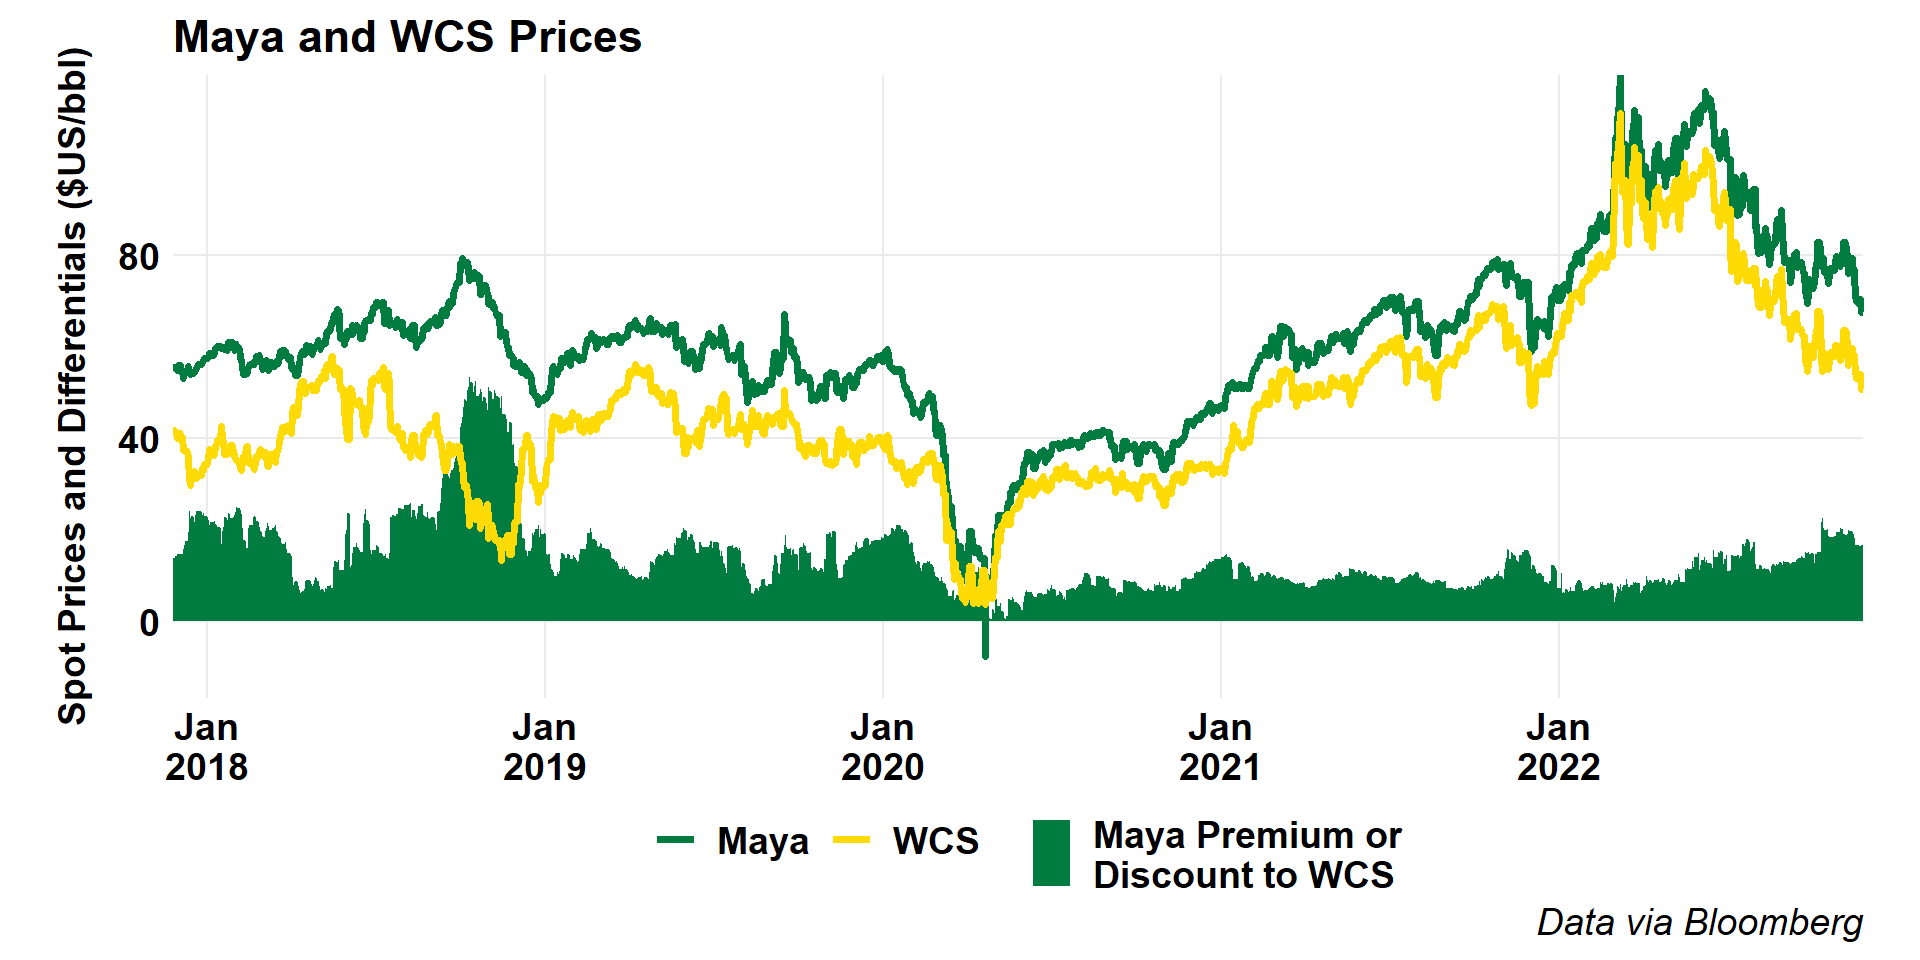 Maya and WCS Prices
Spot Prices and Differentials ($US/bbl)
80
40
0
Jan
2018
Jan
2019
Jan
2020
Jan
2021
Jan
2022
Maya
WCS
Maya Premium or
Discount to WCS
Data via Bloomberg